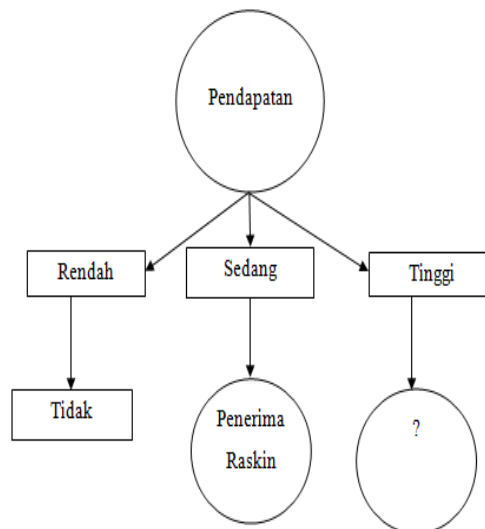 Pendapatan
Rendah
Sedang
Tinggi
Tidak
Penerima
Raskin
?